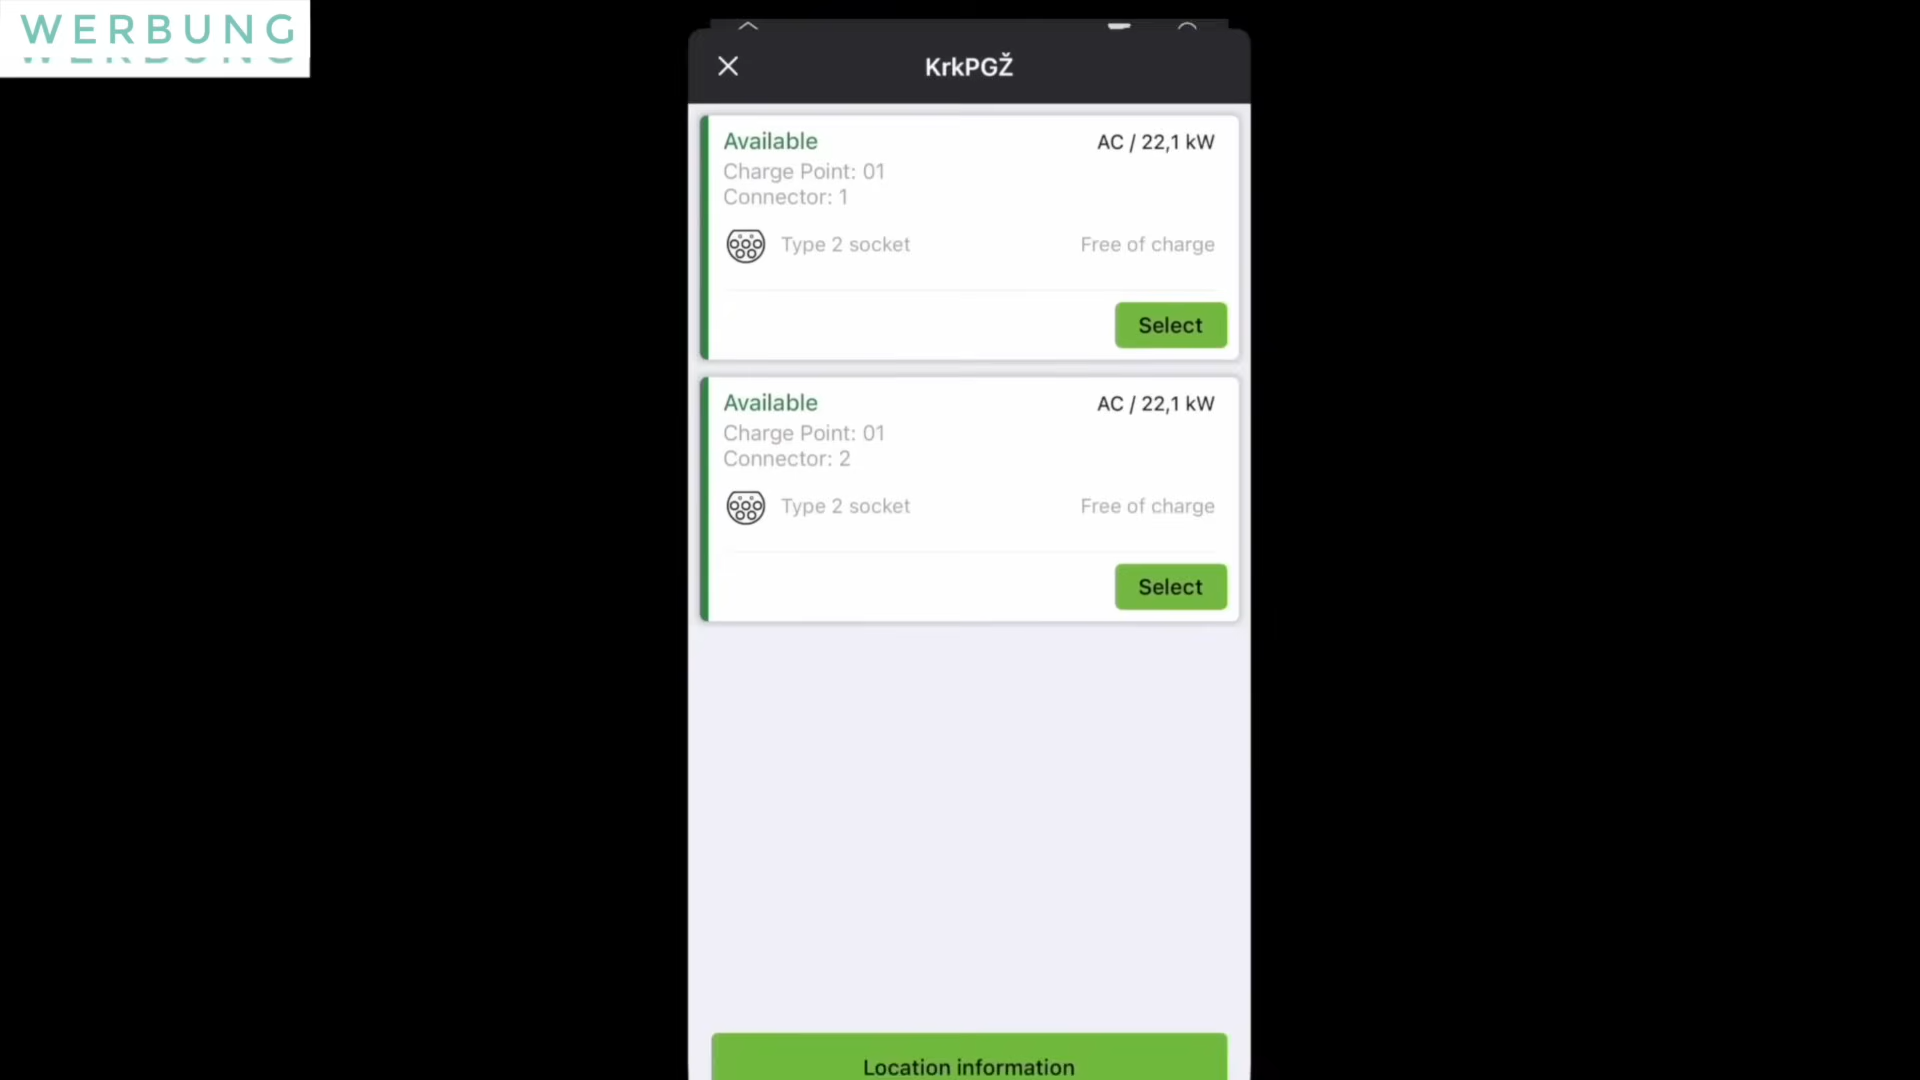 WERBUNG
KrkPGŽ
Available
AC / 22,1 kW
Charge Point: 01
Connector: 1
Type 2 socket
Free of charge
Select
Available
AC / 22,1 kW
Charge Point: 01
Connector: 2
Type 2 socket
Free of charge
Select
Location information